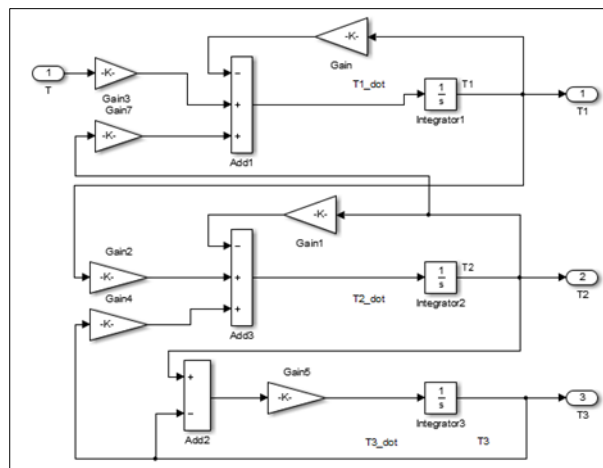 -K-
Gain
1
T
-K-
Gain3
Gain7
-K-
−
+
+
Add1
T1_dot
1
s
Integrator1
T1
1
T1
-K-
Gain1
Gain2
-K-
Gain4
-K-
−
+
+
Add3
T2_dot
1
s
Integrator2
T2
2
T2
+
−
Add2
Gain5
-K-
T3_dot
1
s
Integrator3
T3
3
T3